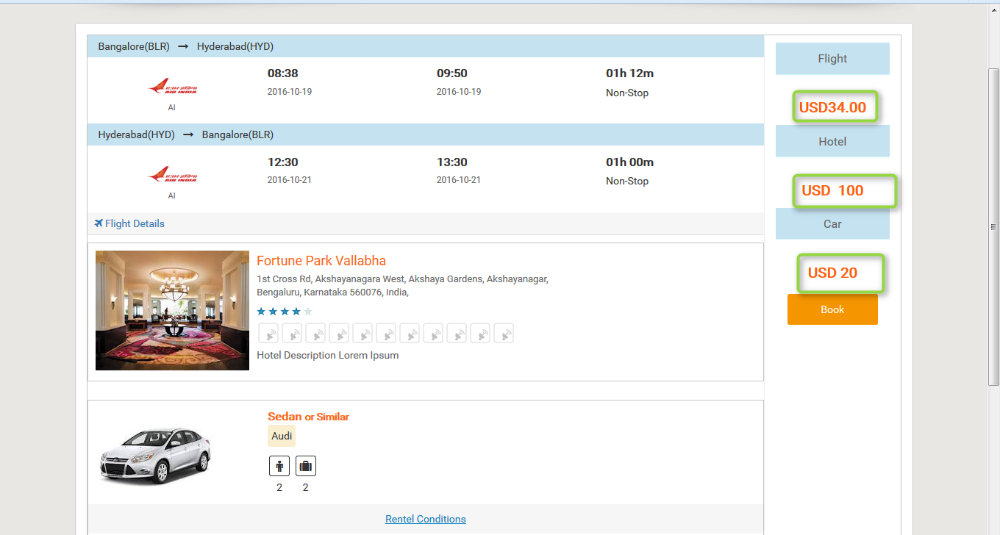 Bangalore(BLR) → Hyderabad(HYD)
08:38 09:50 01h 12m
2016-10-19 2016-10-19 Non-Stop
AIR INDIA
AI
Hyderabad(HYD) → Bangalore(BLR)
12:30 13:30 01h 00m
2016-10-21 2016-10-21 Non-Stop
AIR INDIA
AI
Flight Details
Fortune Park Vallabha
1st Cross Rd, Akshayanagara West, Akshaya Gardens, Akshayanagar,
Bengaluru, Karnataka 560076, India,
Hotel Description Lorem Ipsum
Sedan or Similar
Audi
2 2
Rentel Conditions
Flight
USD34.00
Hotel
USD 100
Car
USD 20
Book